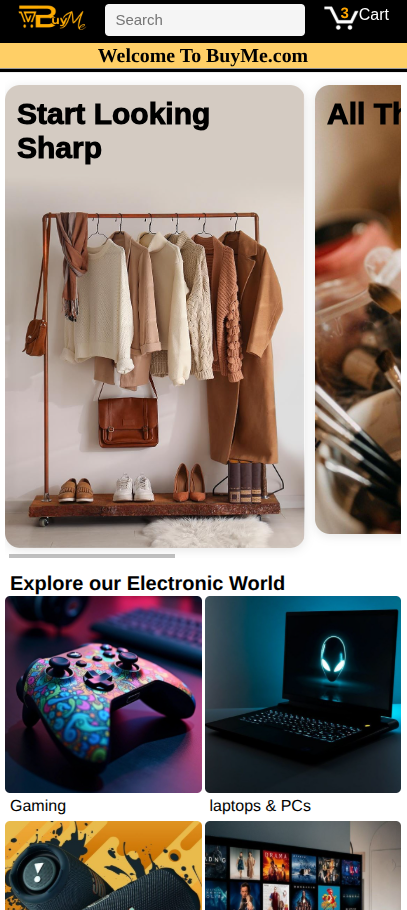 BuyMe
Search
3
Cart
Welcome To BuyMe.com
Start Looking
Sharp
All Th
Explore our Electronic World
Gaming
laptops & PCs